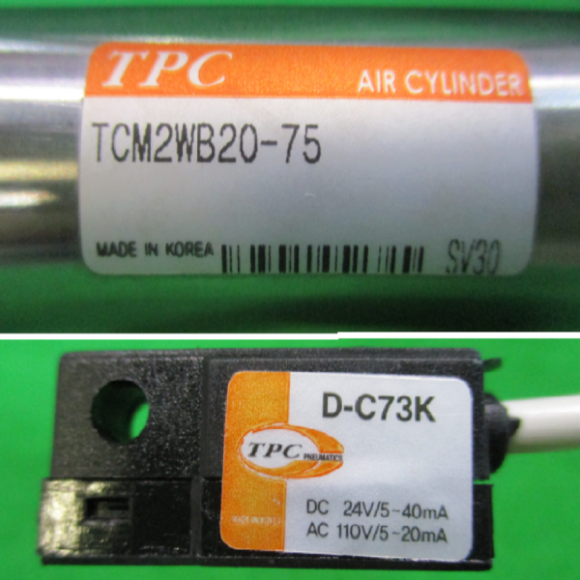 TPC AIR CYLINDER
TCM2WB20-75
MADE IN KOREA SV30
D-C73K
TPC PNEUMATICS
DC 24V/5-40mA
AC 110V/5-20mA